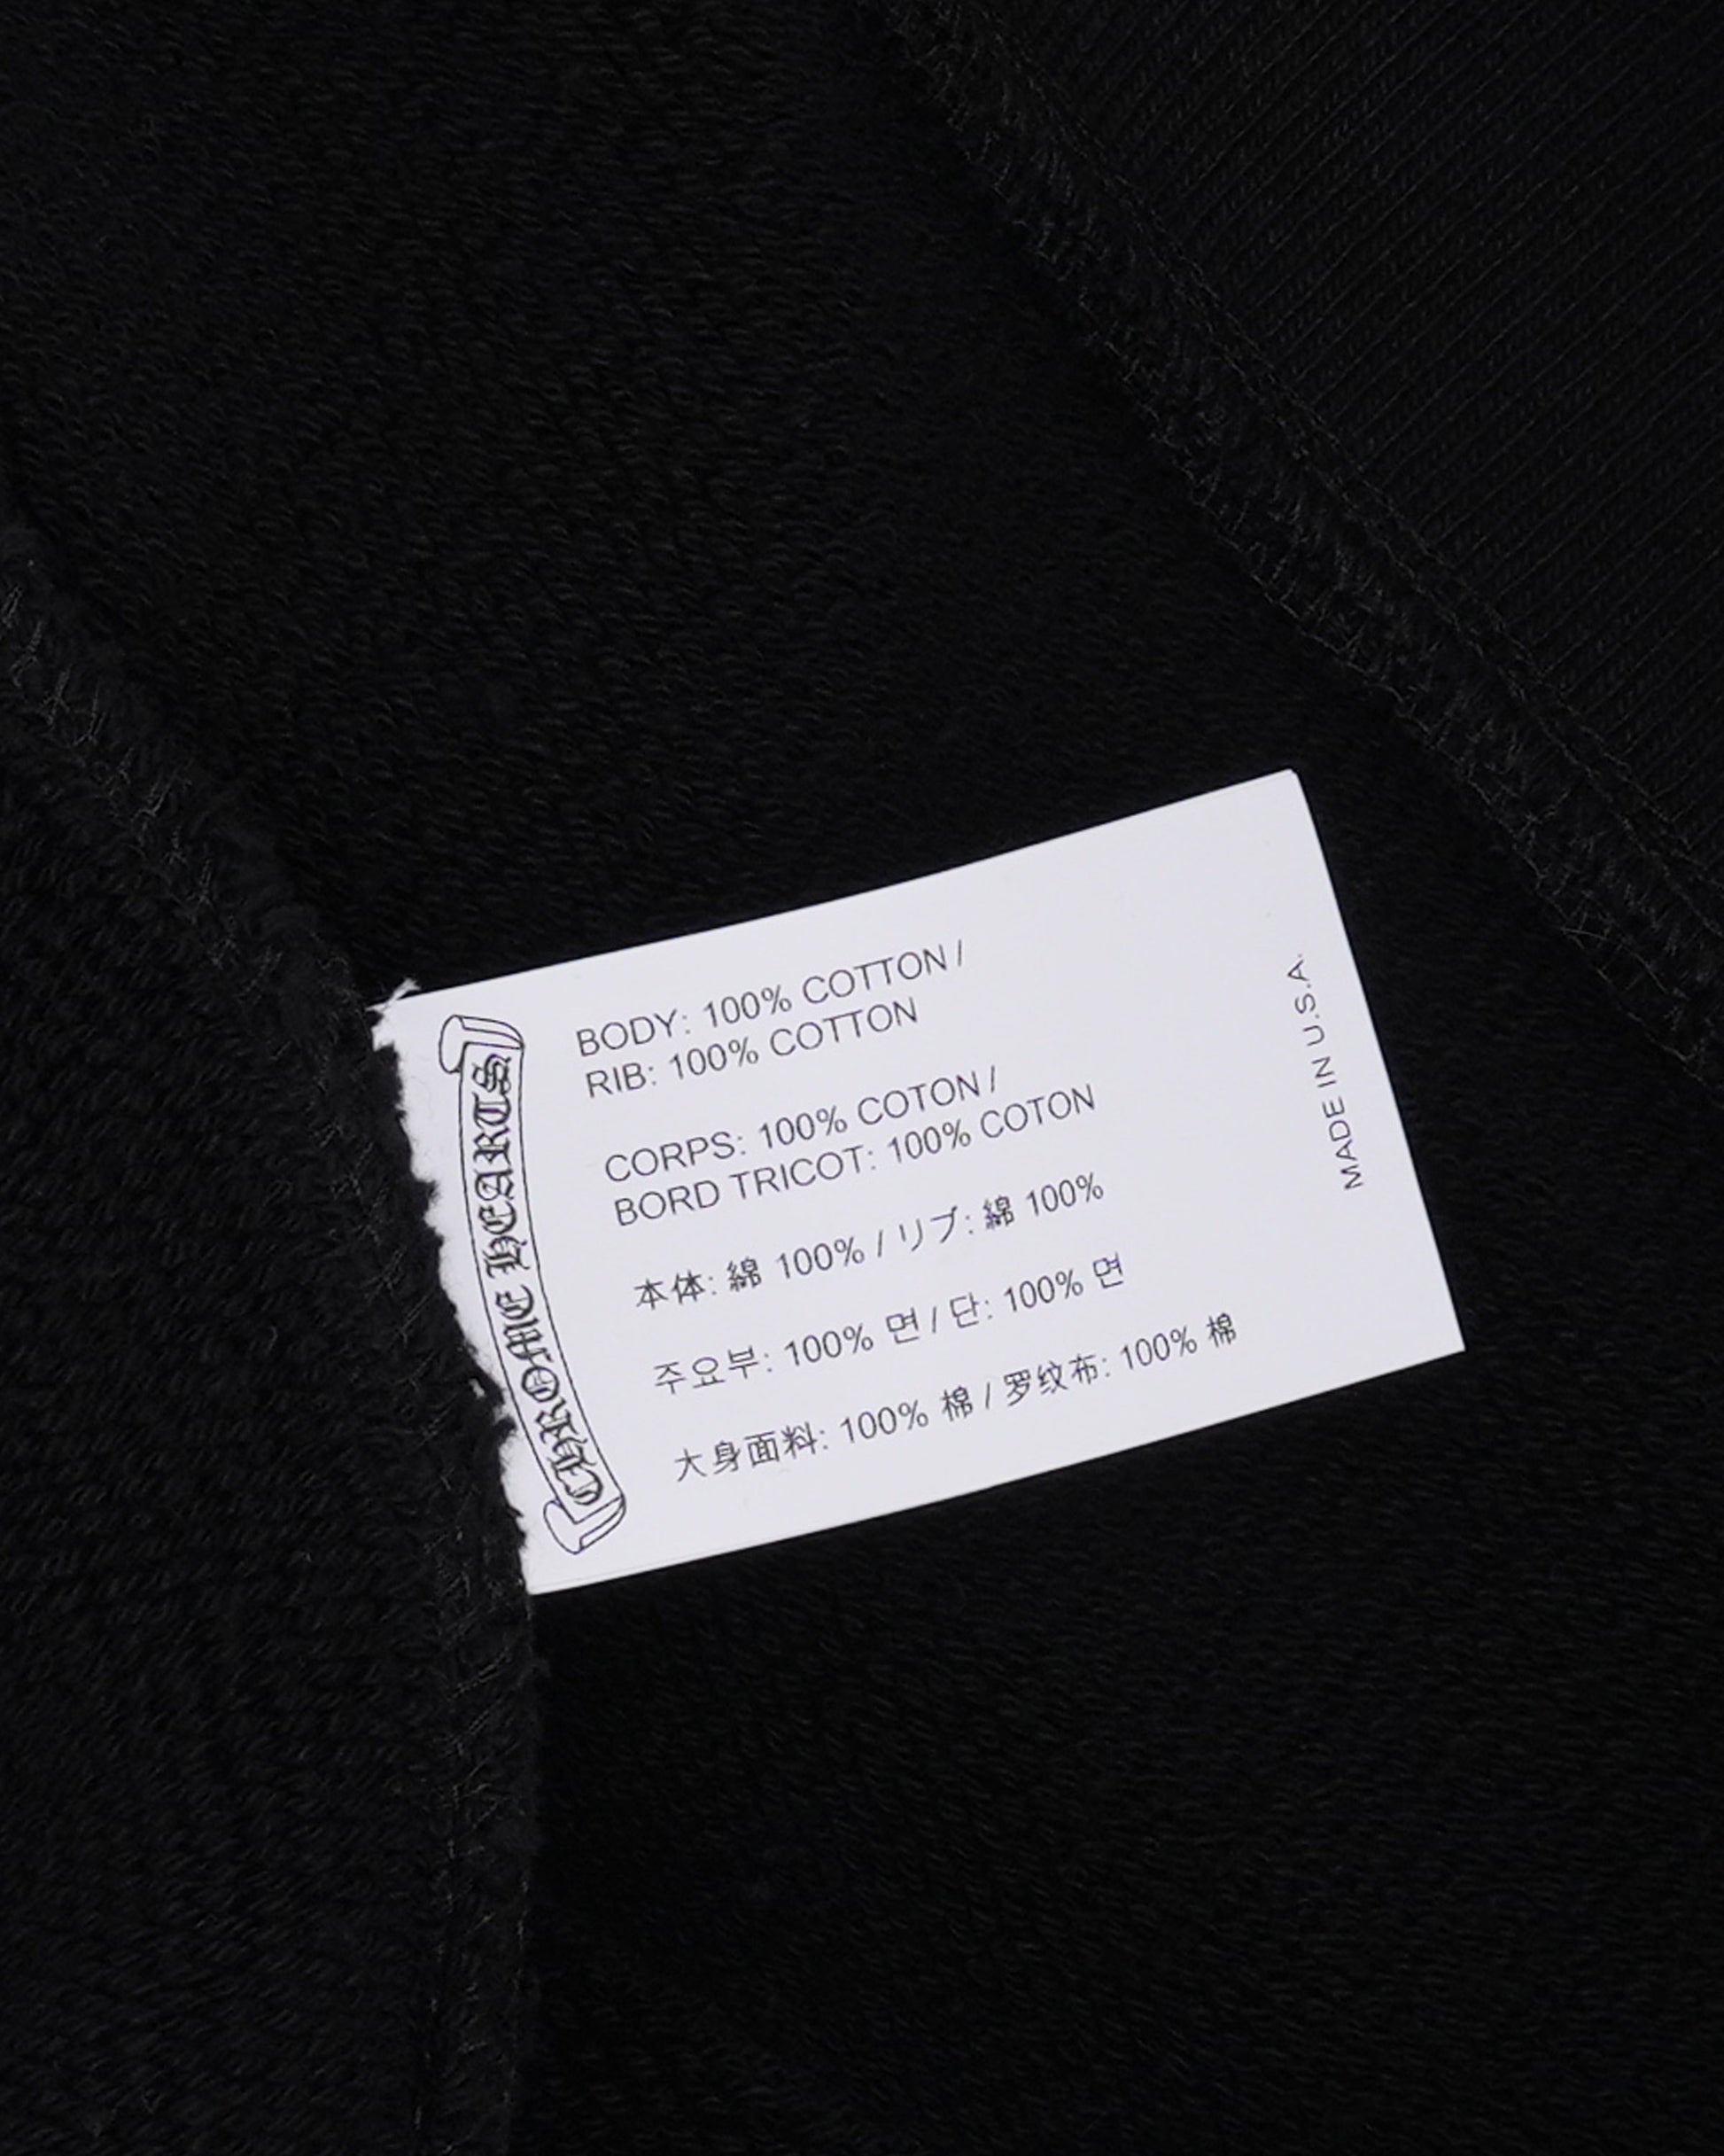 CHROME HEARTS
BODY: 100% COTTON /
RIB: 100% COTTON
CORPS: 100% COTON /
BORD TRICOT: 100% COTON
本体: 綿 100% / リブ: 綿 100%
주요부: 100% 면 / 단: 100% 면
大身面料: 100% 棉 / 罗纹布: 100% 棉
MADE IN U.S.A.